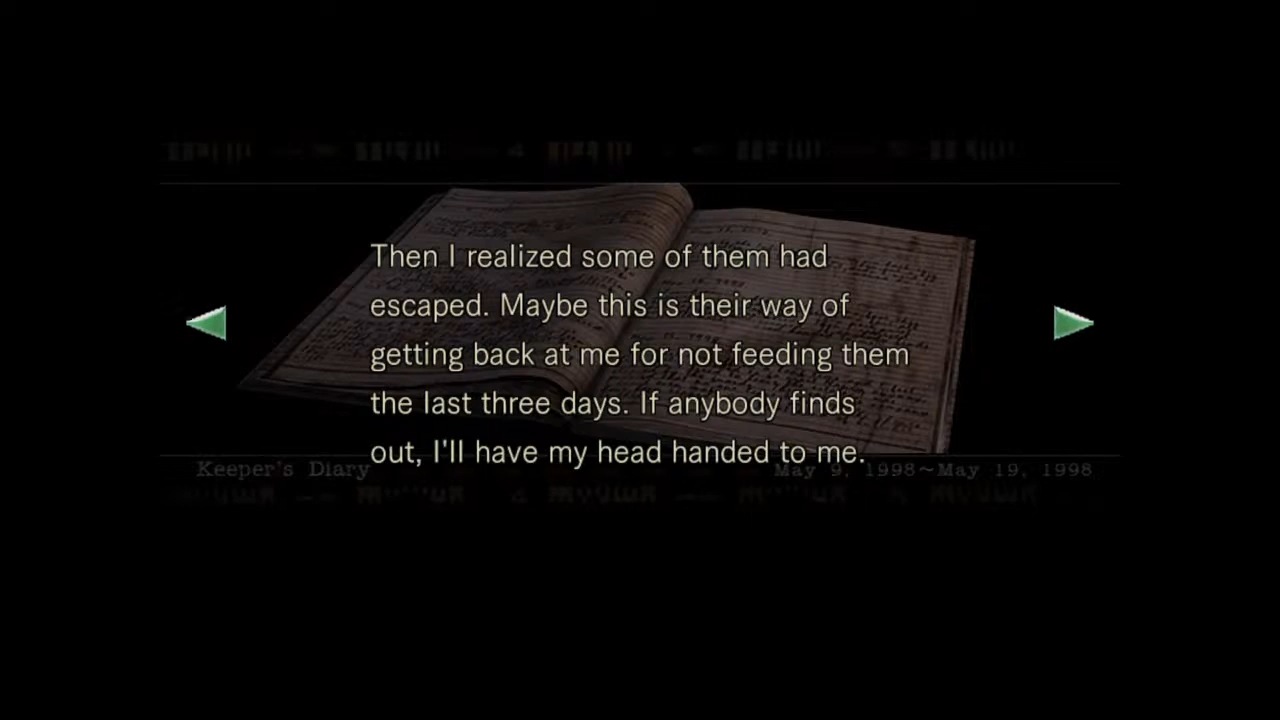 Then I realized some of them had
escaped. Maybe this is their way of
getting back at me for not feeding them
the last three days. If anybody finds
out, I'll have my head handed to me.
Keeper's Diary
May 9, 1998~May 19, 1998